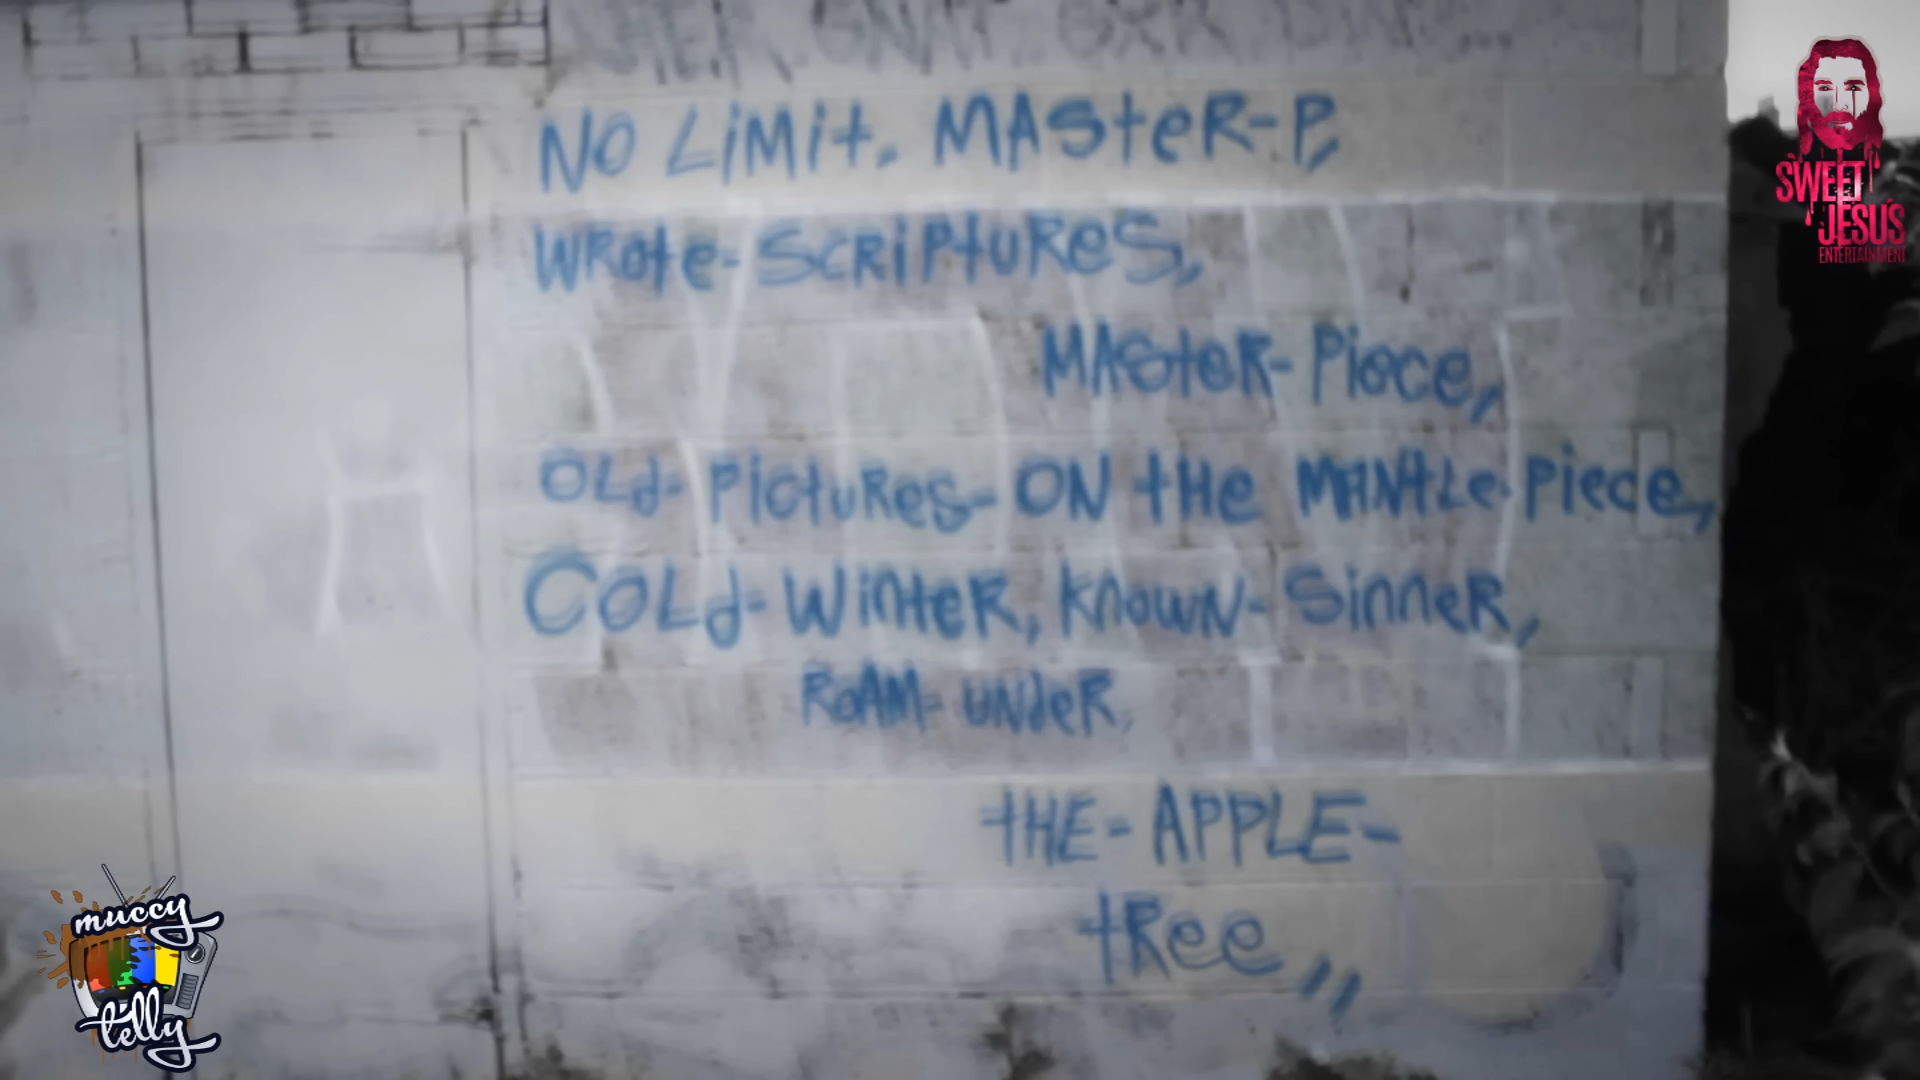 NO LiMit. MASteR-P,
WRote-SCRiPtURES,
MASteR-Piece,
OLd-PictuRes-ON tHe MANtLe-Piece,
COLd-WinteR, KnowN-SinneR,
RoAM-UNdeR,
tHE-APPLE-
tRee,,
SWEET
JESUS
ENTERTAINMENT
muccy
telly